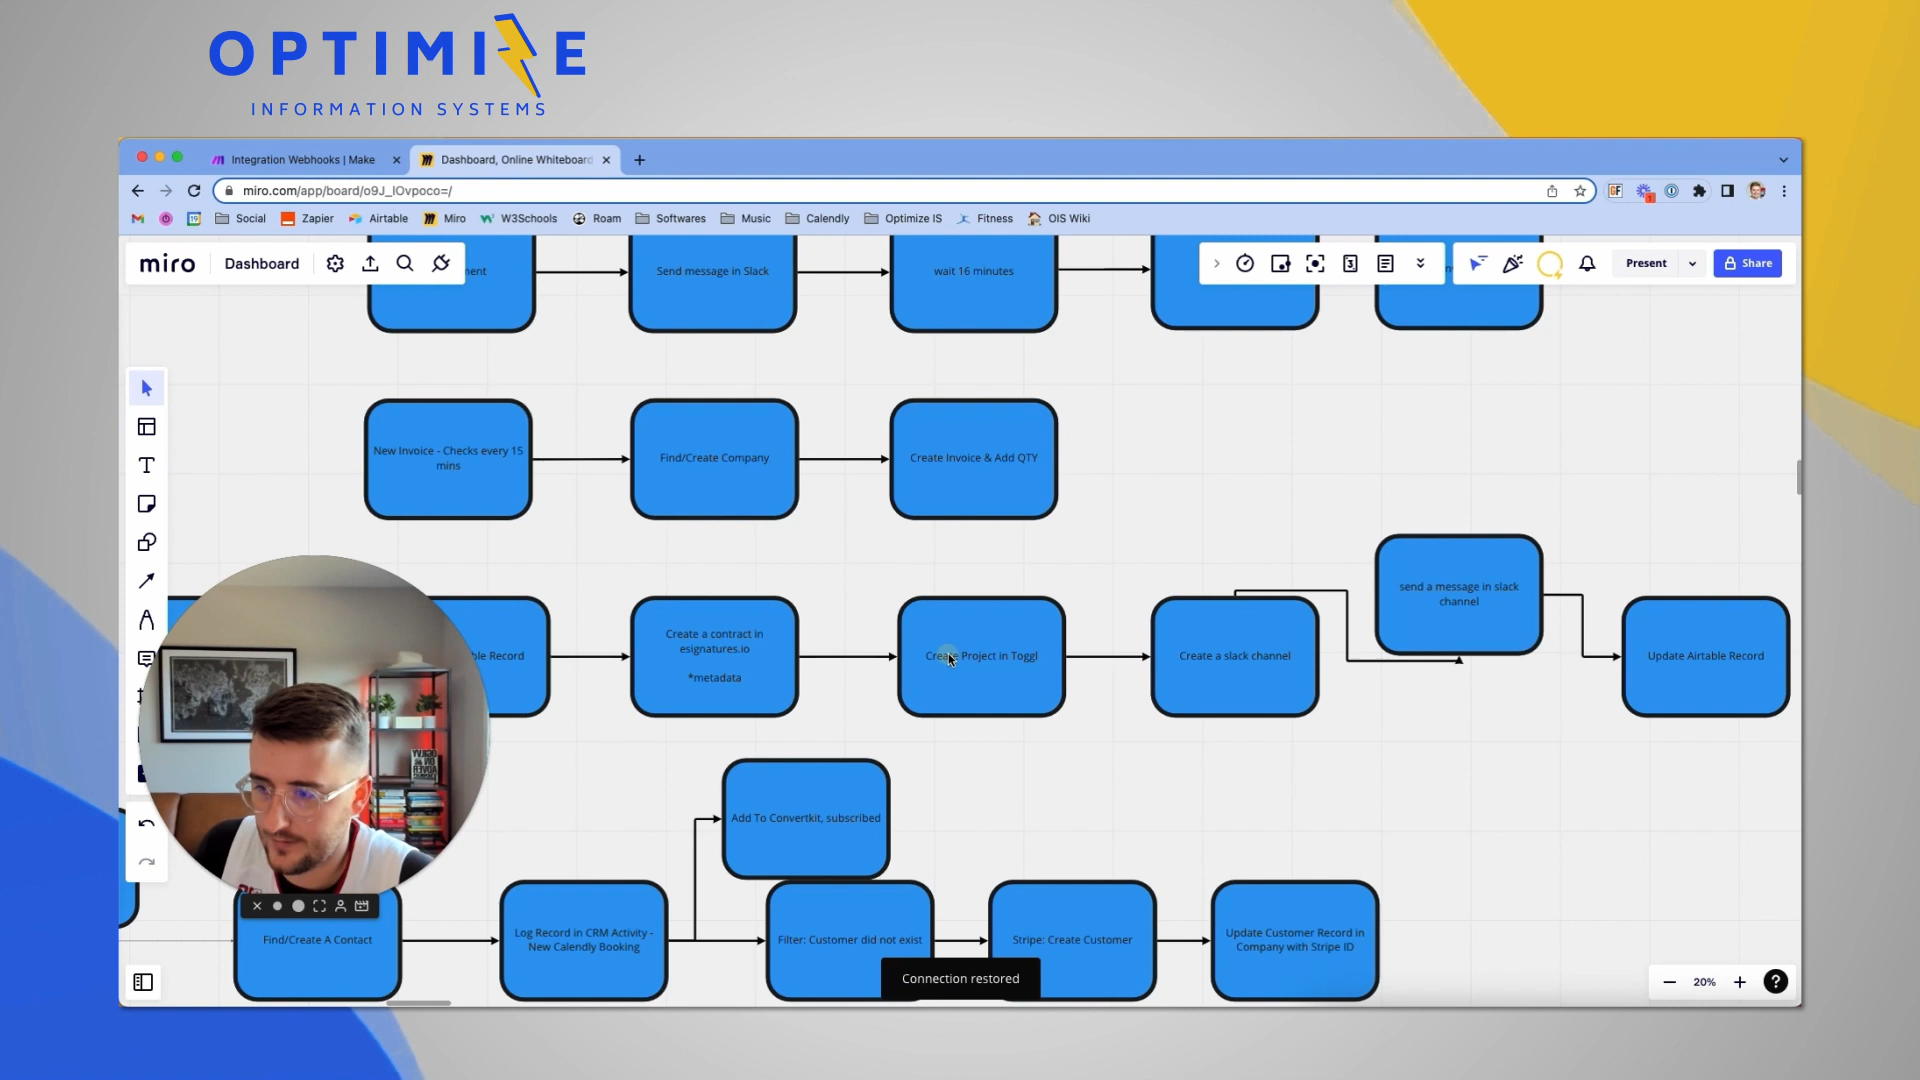 OPTIMIZE
INFORMATION SYSTEMS
Integration Webhooks | Make
Dashboard, Online Whiteboard
miro.com/app/board/o9J_lOvpoco=/
Social
Zapier
Airtable
Miro
W3Schools
Roam
Softwares
Music
Calendly
Optimize IS
Fitness
OIS Wiki
miro
Dashboard
Present
Share
Send message in Slack
wait 16 minutes
New Invoice - Checks every 15
mins
Find/Create Company
Create Invoice & Add QTY
ble Record
Create a contract in
esignatures.io
*metadata
Create Project in Toggl
Create a slack channel
send a message in slack
channel
Update Airtable Record
Add To Convertkit, subscribed
Find/Create A Contact
Log Record in CRM Activity -
New Calendly Booking
Filter: Customer did not exist
Stripe: Create Customer
Update Customer Record in
Company with Stripe ID
Connection restored
20%